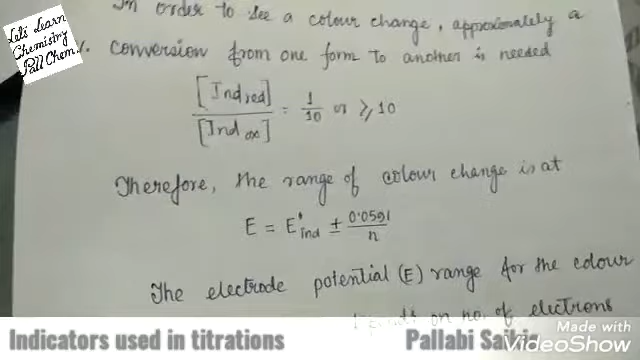 Let's Learn
Chemistry
Pall Chem.
In order to see a colour change, approximately a
%. conversion from one form to another is needed
[Ind red] / [Ind ox] = 1/10 or ≥ 10
Therefore, the range of colour change is at
E = E°ind ± 0.0591/n
The electrode potential (E) range for the colour
on no. of electrons
Indicators used in titrations
Pallabi Saikia
Made with
VideoShow